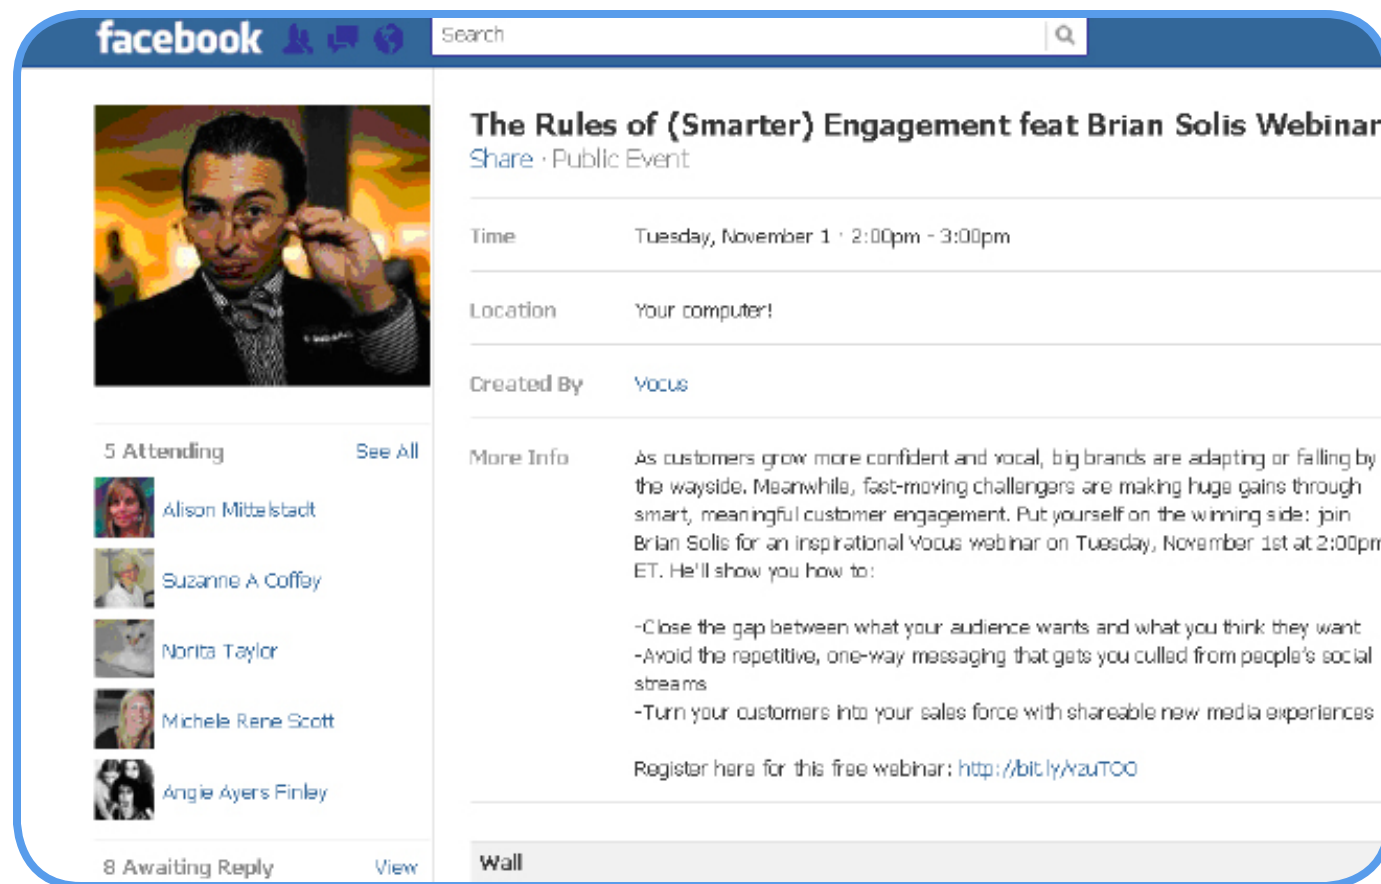 facebook
Search
The Rules of (Smarter) Engagement feat Brian Solis Webinar
Share · Public Event
Time
Tuesday, November 1 · 2:00pm - 3:00pm
Location
Your computer!
Created By
Vocus
5 Attending
See All
Alison Mittelstadt
Suzanne A Coffey
Norita Taylor
Michele Rene Scott
Angie Ayers Finley
8 Awaiting Reply
View
More Info
As customers grow more confident and vocal, big brands are adapting or falling by
the wayside. Meanwhile, fast-moving challengers are making huge gains through
smart, meaningful customer engagement. Put yourself on the winning side: join
Brian Solis for an inspirational Vocus webinar on Tuesday, November 1st at 2:00pm
ET. He'll show you how to:
-Close the gap between what your audience wants and what you think they want
-Avoid the repetitive, one-way messaging that gets you culled from people's social
streams
-Turn your customers into your sales force with shareable new media experiences
Register here for this free webinar:
Wall